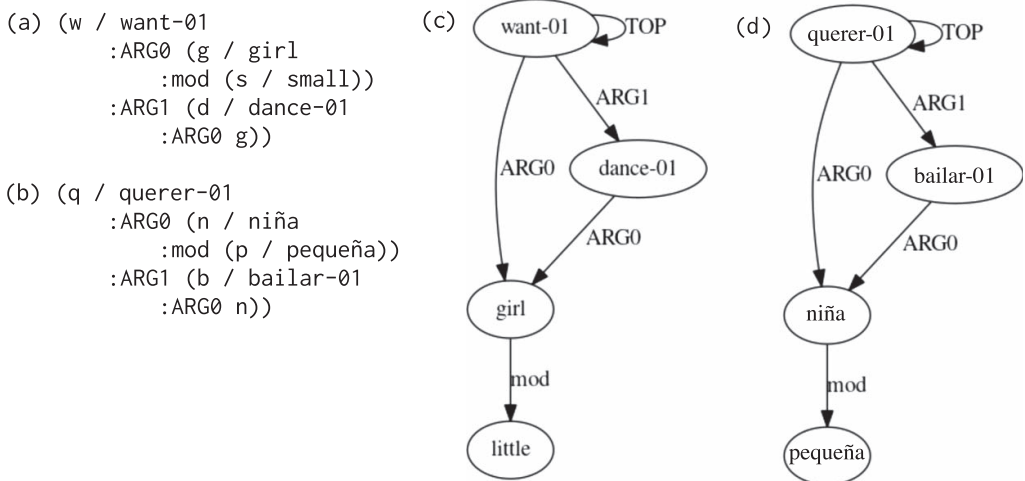 (a) (w / want-01
:ARG0 (g / girl
:mod (s / small))
:ARG1 (d / dance-01
:ARG0 g))
(b) (q / querer-01
:ARG0 (n / niña
:mod (p / pequeña))
:ARG1 (b / bailar-01
:ARG0 n))
(c)
want-01
TOP
ARG1
ARG0
dance-01
ARG0
girl
mod
little
(d)
querer-01
TOP
ARG1
ARG0
bailar-01
ARG0
niña
mod
pequeña